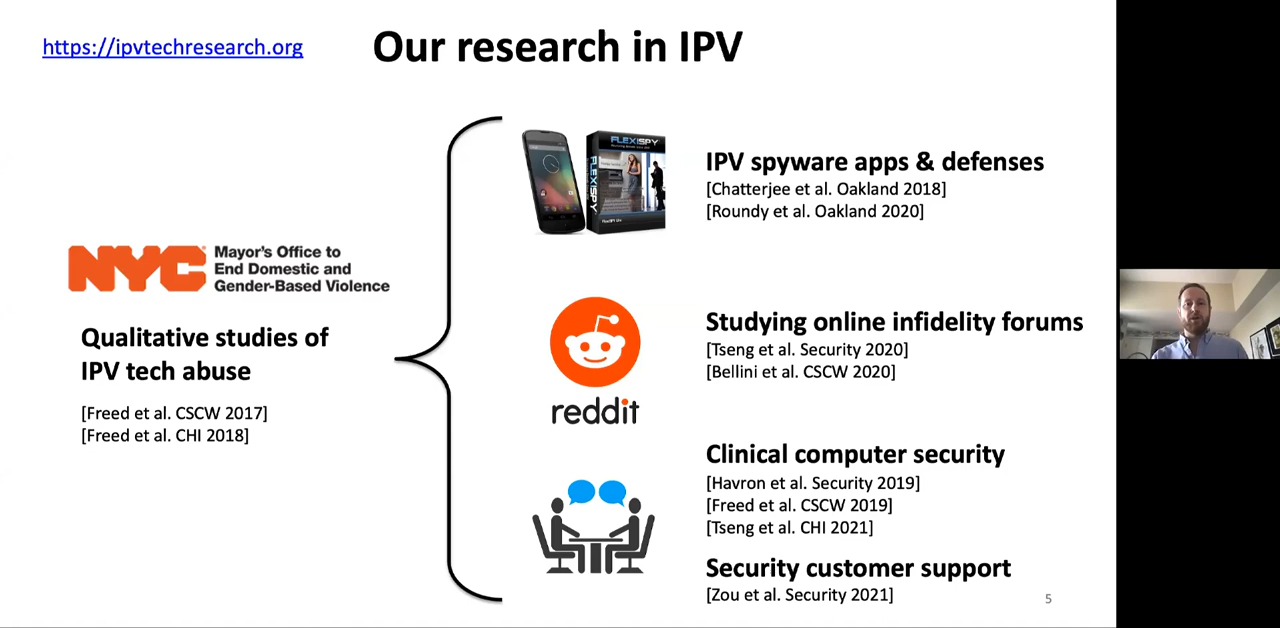 https://ipvtechresearch.org
Our research in IPV
NYC
Mayor's Office to
End Domestic and
Gender-Based Violence
Qualitative studies of
IPV tech abuse
[Freed et al. CSCW 2017]
[Freed et al. CHI 2018]
FLEXISPY
FLEXISPY
IPV spyware apps & defenses
[Chatterjee et al. Oakland 2018]
[Roundy et al. Oakland 2020]
reddit
Studying online infidelity forums
[Tseng et al. Security 2020]
[Bellini et al. CSCW 2020]
Clinical computer security
[Havron et al. Security 2019]
[Freed et al. CSCW 2019]
[Tseng et al. CHI 2021]
Security customer support
[Zou et al. Security 2021]
5